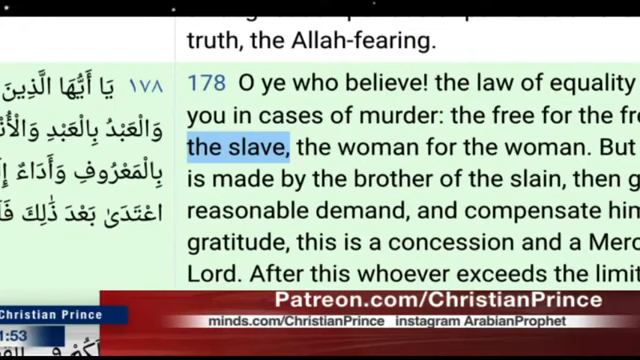 truth, the Allah-fearing.
يَا أَيُّهَا الَّذِينَ ١٧٨
وَالْعَبْدُ بِالْعَبْدِ وَالْأُنْ
بِالْمَعْرُوفِ وَأَدَاءٌ إِلَ
اعْتَدَىٰ بَعْدَ ذَٰلِكَ فَلَ
178 O ye who believe! the law of equality
you in cases of murder: the free for the fre
the slave, the woman for the woman. But
is made by the brother of the slain, then g
reasonable demand, and compensate him
gratitude, this is a concession and a Merc
Lord. After this whoever exceeds the limit
Christian Prince
Patreon.com/ChristianPrince
1:53
minds.com/ChristianPrince instagram ArabianProphet